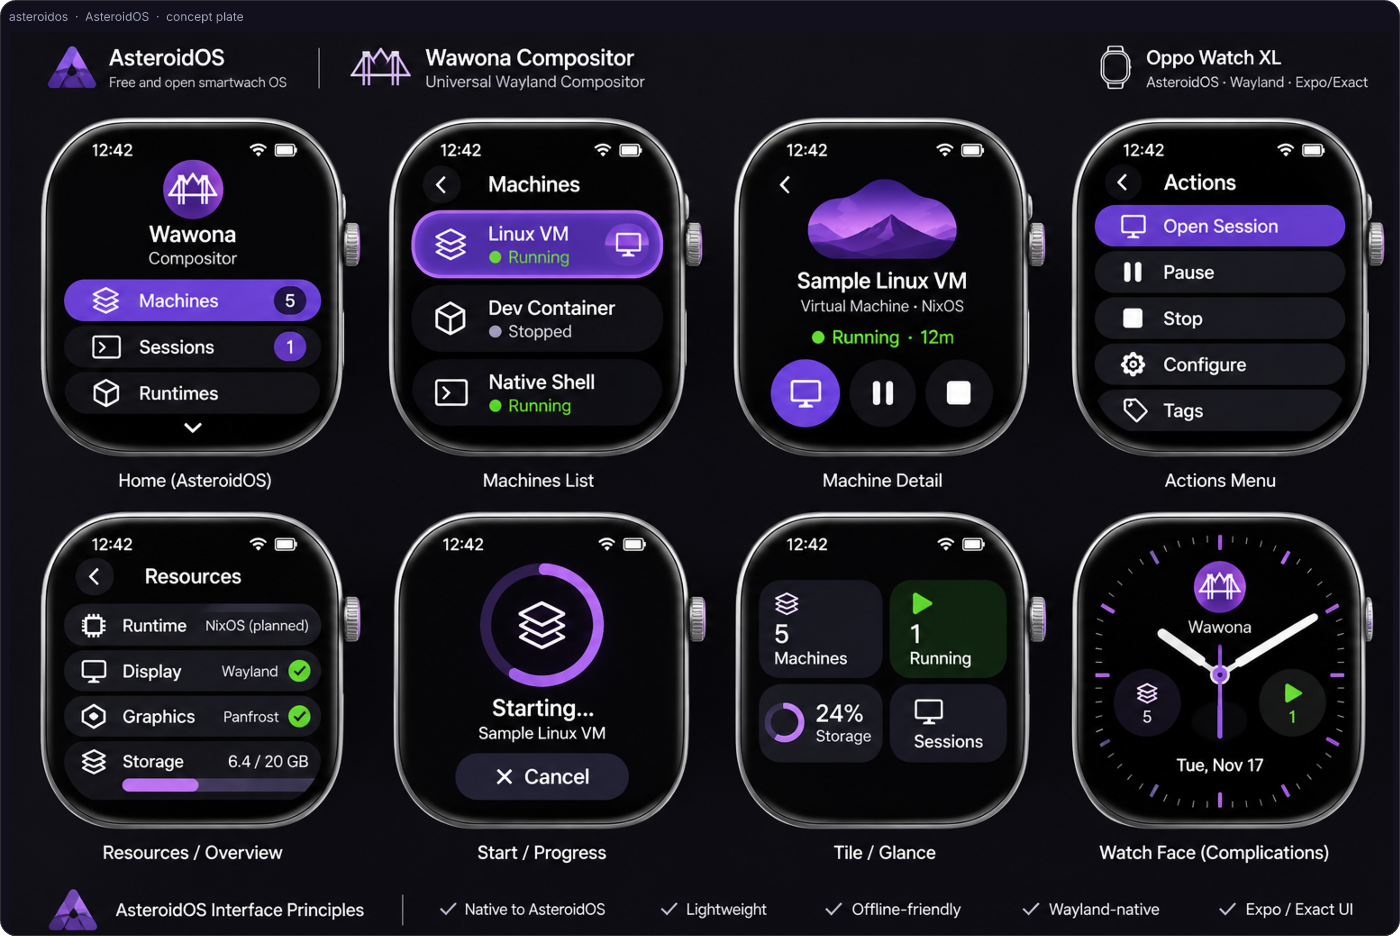 asteroidos · AsteroidOS · concept plate
AsteroidOS
Free and open smartwach OS
Wawona Compositor
Universal Wayland Compositor
Oppo Watch XL
AsteroidOS · Wayland · Expo/Exact
12:42
Wawona
Compositor
Machines 5
Sessions 1
Runtimes
Home (AsteroidOS)
12:42
Machines
Linux VM
Running
Dev Container
Stopped
Native Shell
Running
Machines List
12:42
Sample Linux VM
Virtual Machine · NixOS
Running · 12m
Machine Detail
12:42
Actions
Open Session
Pause
Stop
Configure
Tags
Actions Menu
12:42
Resources
Runtime NixOS (planned)
Display Wayland
Graphics Panfrost
Storage 6.4 / 20 GB
Resources / Overview
12:42
Starting...
Sample Linux VM
Cancel
Start / Progress
12:42
5
Machines
1
Running
24%
Storage
Sessions
Tile / Glance
Wawona
5
1
Tue, Nov 17
Watch Face (Complications)
AsteroidOS Interface Principles
Native to AsteroidOS
Lightweight
Offline-friendly
Wayland-native
Expo / Exact UI